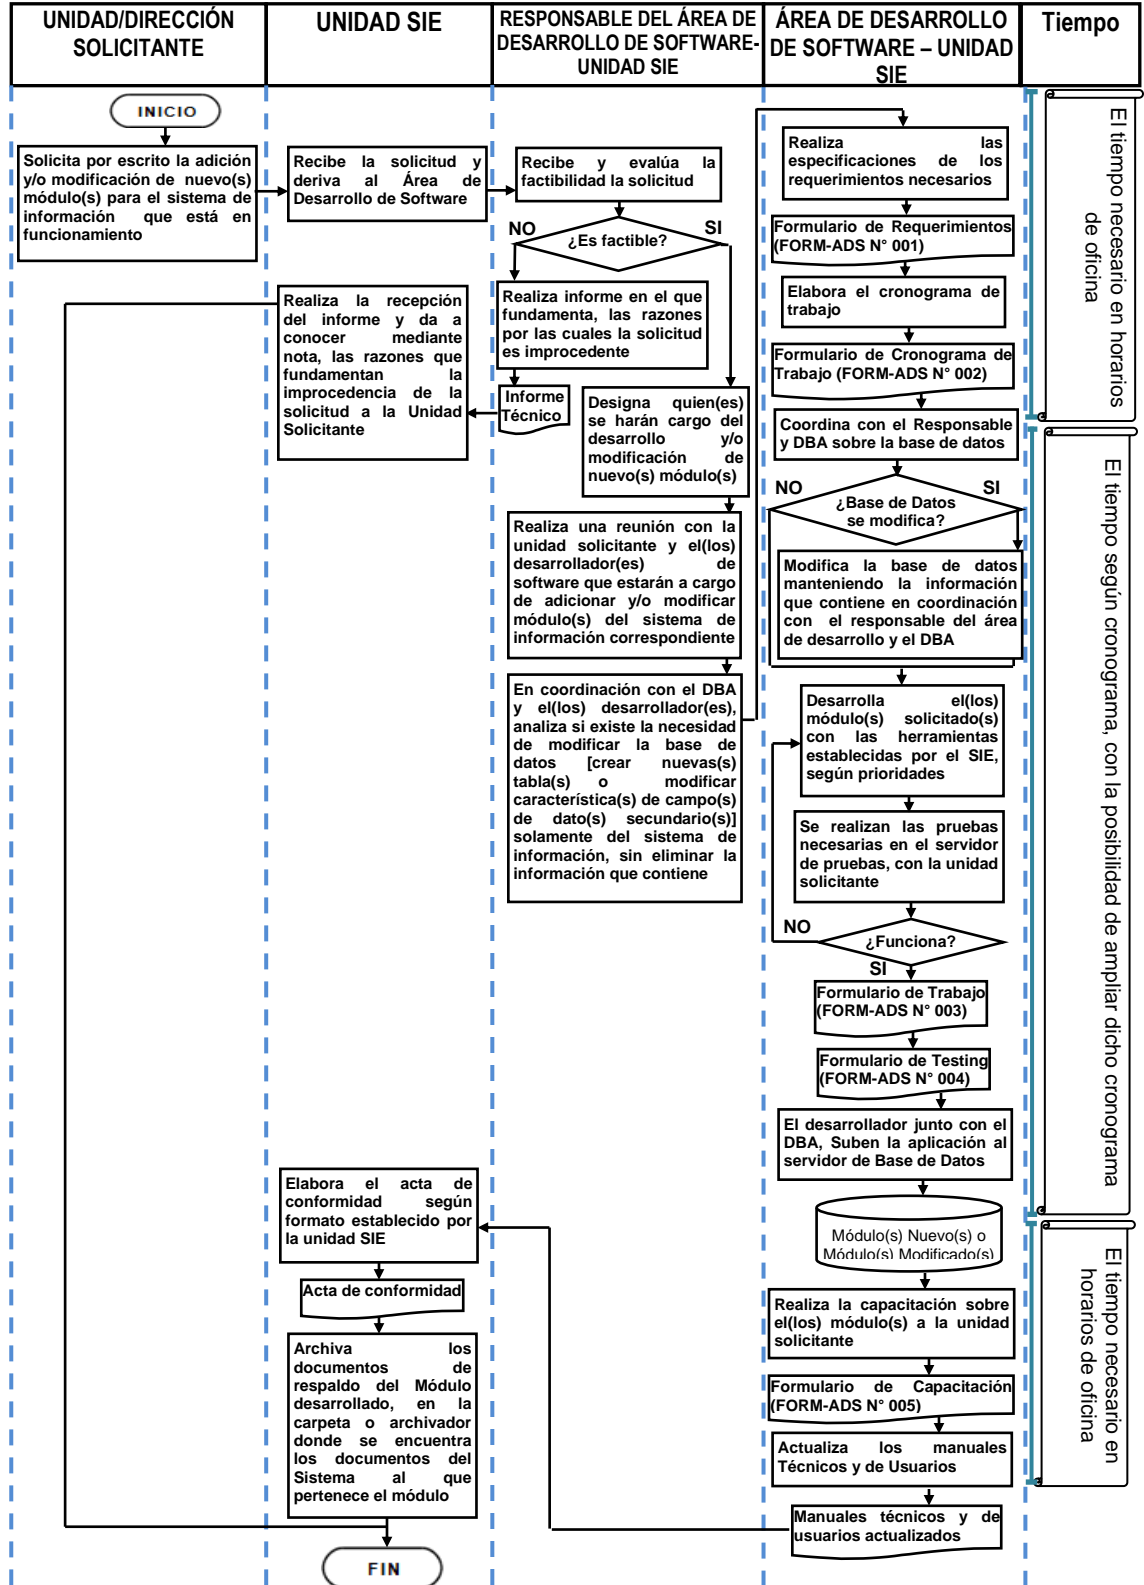 UNIDAD/DIRECCIÓN
SOLICITANTE
UNIDAD SIE
RESPONSABLE DEL ÁREA DE
DESARROLLO DE SOFTWARE-
UNIDAD SIE
ÁREA DE DESARROLLO
DE SOFTWARE – UNIDAD
SIE
Tiempo
INICIO
Solicita por escrito la adición
y/o modificación de nuevo(s)
módulo(s) para el sistema de
información que está en
funcionamiento
Recibe la solicitud y
deriva al Área de
Desarrollo de Software
Recibe y evalúa la
factibilidad la solicitud
NO
¿Es factible?
SI
Realiza informe en el que
fundamenta, las razones
por las cuales la solicitud
es improcedente
Informe
Técnico
Realiza la recepción
del informe y da a
conocer mediante
nota, las razones que
fundamentan la
improcedencia de la
solicitud a la Unidad
Solicitante
Designa quien(es)
se harán cargo del
desarrollo y/o
modificación de
nuevo(s) módulo(s)
Realiza una reunión con la
unidad solicitante y el(los)
desarrollador(es) de
software que estarán a cargo
de adicionar y/o modificar
módulo(s) del sistema de
información correspondiente
En coordinación con el DBA
y el(los) desarrollador(es),
analiza si existe la necesidad
de modificar la base de
datos [crear nuevas(s)
tabla(s) o modificar
característica(s) de campo(s)
de dato(s) secundario(s)]
solamente del sistema de
información, sin eliminar la
información que contiene
Realiza las
especificaciones de los
requerimientos necesarios
Formulario de Requerimientos
(FORM-ADS N° 001)
Elabora el cronograma de
trabajo
Formulario de Cronograma de
Trabajo (FORM-ADS N° 002)
Coordina con el Responsable
y DBA sobre la base de datos
NO
¿Base de Datos
se modifica?
SI
Modifica la base de datos
manteniendo la información
que contiene en coordinación
con el responsable del área
de desarrollo y el DBA
Desarrolla el(los)
módulo(s) solicitado(s)
con las herramientas
establecidas por el SIE,
según prioridades
Se realizan las pruebas
necesarias en el servidor
de pruebas, con la unidad
solicitante
NO
¿Funciona?
SI
Formulario de Trabajo
(FORM-ADS N° 003)
Formulario de Testing
(FORM-ADS N° 004)
El desarrollador junto con el
DBA, Suben la aplicación al
servidor de Base de Datos
Módulo(s) Nuevo(s) o
Módulo(s) Modificado(s)
Realiza la capacitación sobre
el(los) módulo(s) a la unidad
solicitante
Formulario de Capacitación
(FORM-ADS N° 005)
Actualiza los manuales
Técnicos y de Usuarios
Manuales técnicos y de
usuarios actualizados
Elabora el acta de
conformidad según
formato establecido por
la unidad SIE
Acta de conformidad
Archiva los
documentos de
respaldo del Módulo
desarrollado, en la
carpeta o archivador
donde se encuentra
los documentos del
Sistema al que
pertenece el módulo
FIN
El tiempo necesario en horarios
de oficina
El tiempo según cronograma, con la posibilidad de ampliar dicho cronograma
El tiempo necesario en
horarios de oficina